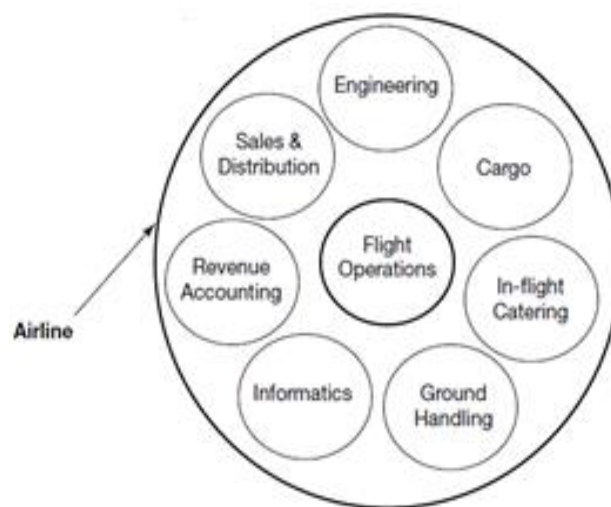 Engineering
Sales &
Distribution
Cargo
Flight
Operations
Revenue
Accounting
In-flight
Catering
Airline
Informatics
Ground
Handling